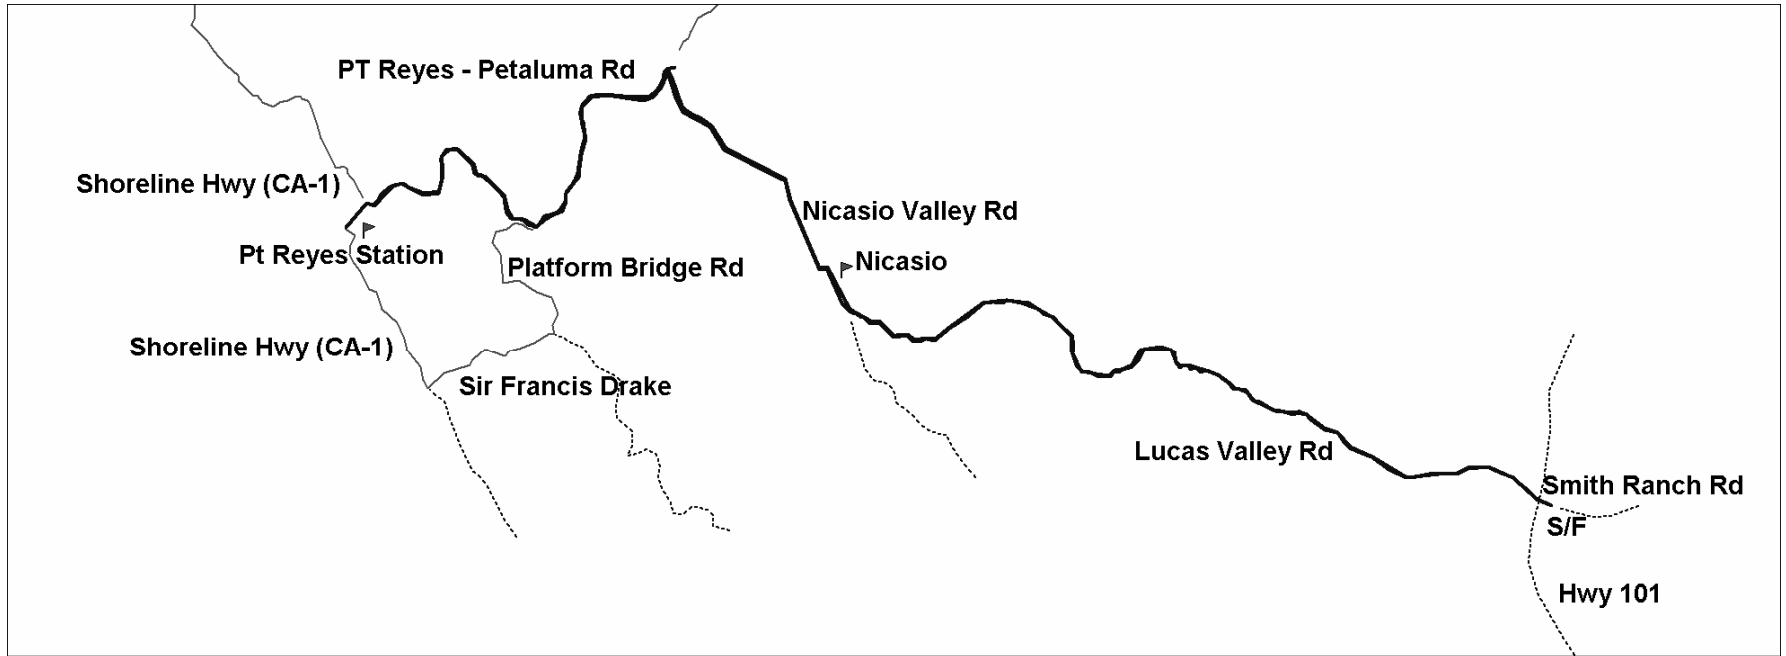 PT Reyes - Petaluma Rd
Shoreline Hwy (CA-1)
Nicasio Valley Rd
Pt Reyes Station
Platform Bridge Rd
Nicasio
Shoreline Hwy (CA-1)
Sir Francis Drake
Lucas Valley Rd
Smith Ranch Rd
S/F
Hwy 101